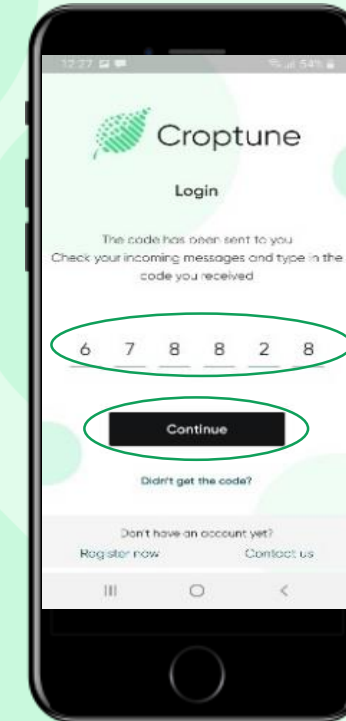 12:27 54%
Croptune
Login
The code has been sent to you
Check your incoming messages and type in the
code you received
6 7 8 8 2 8
Continue
Didn't get the code?
Don't have an account yet?
Register now Contact us